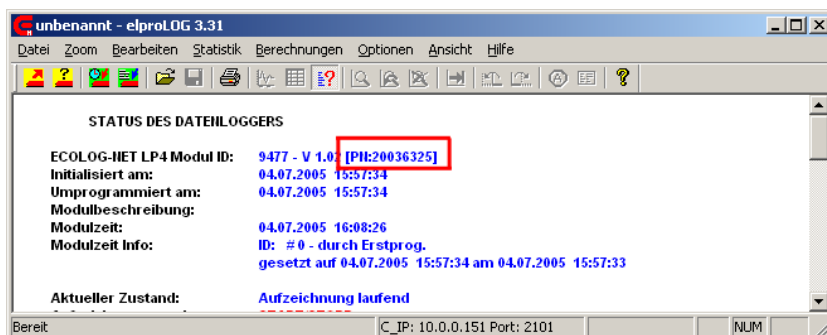 unbenannt - elproLOG 3.31
Datei Zoom Bearbeiten Statistik Berechnungen Optionen Ansicht Hilfe
STATUS DES DATENLOGGERS
ECOLOG-NET LP4 Modul ID: 9477 - V 1.02 [PN:20036325]
Initialisiert am: 04.07.2005 15:57:34
Umprogrammiert am: 04.07.2005 15:57:34
Modulbeschreibung:
Modulzeit: 04.07.2005 16:08:26
Modulzeit Info: ID: # 0 - durch Erstprog.
gesetzt auf 04.07.2005 15:57:34 am 04.07.2005 15:57:33
Aktueller Zustand: Aufzeichnung laufend
Bereit C_IP: 10.0.0.151 Port: 2101 NUM